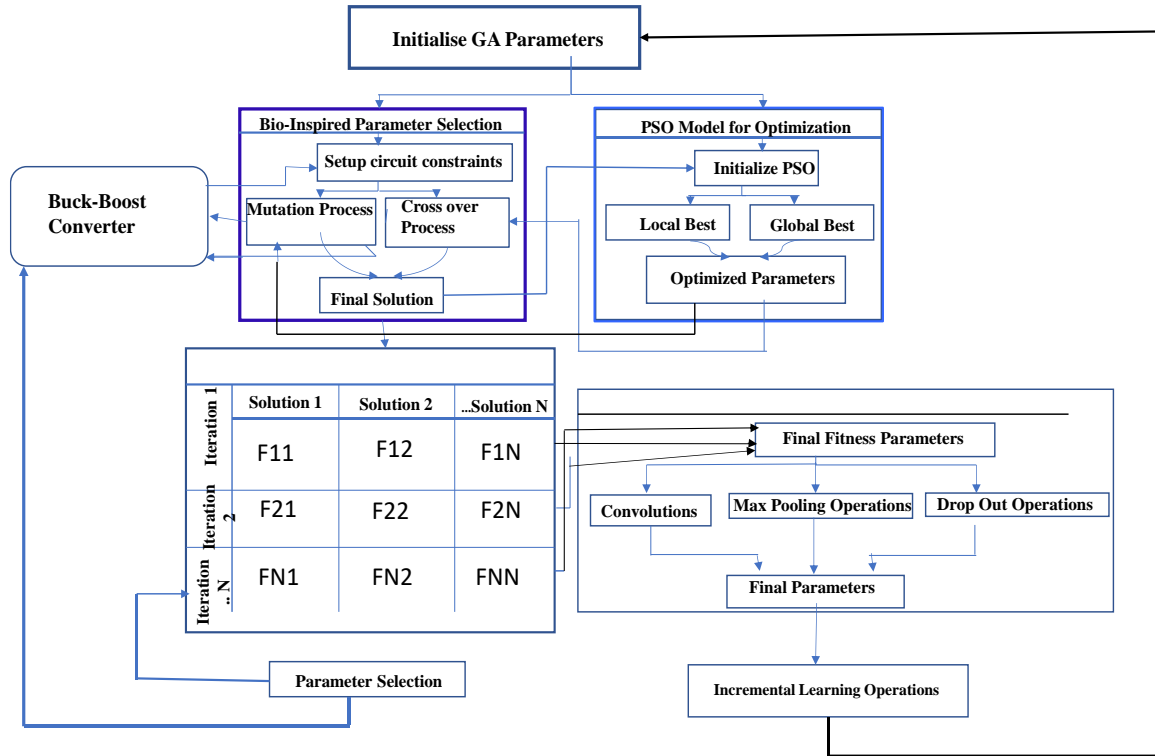 Initialise GA Parameters
Bio-Inspired Parameter Selection
Setup circuit constraints
Mutation Process
Cross over
Process
Final Solution
PSO Model for Optimization
Initialize PSO
Local Best
Global Best
Optimized Parameters
Buck-Boost
Converter
Solution 1
Solution 2
...Solution N
Iteration 1
F11
F12
F1N
Iteration
2
F21
F22
F2N
Iteration
.. N
FN1
FN2
FNN
Parameter Selection
Final Fitness Parameters
Convolutions
Max Pooling Operations
Drop Out Operations
Final Parameters
Incremental Learning Operations